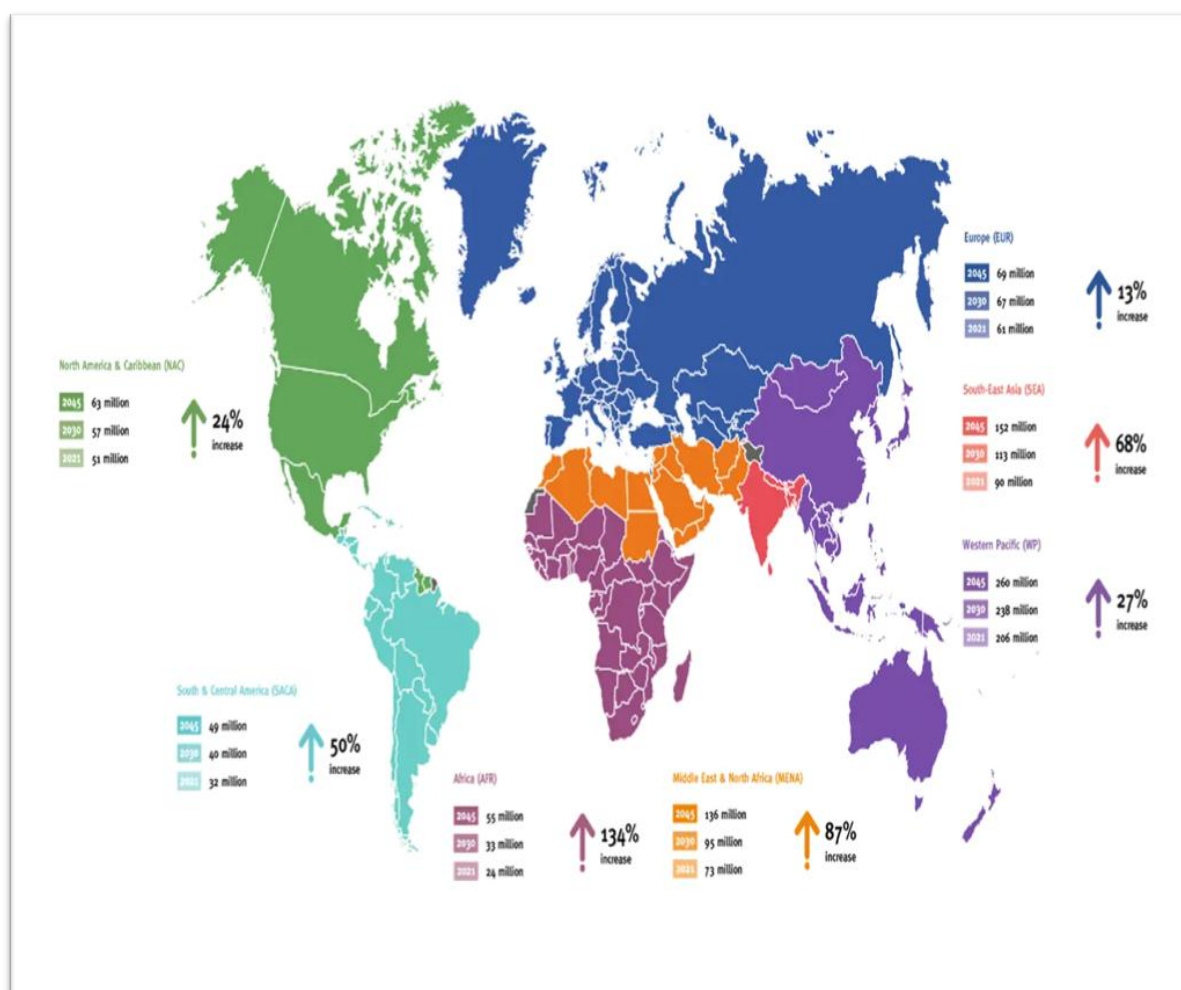 Europe (EUR)
2045 69 million
2030 67 million
2021 61 million
13%
increase
North America & Caribbean (NAC)
2045 63 million
2030 57 million
2021 51 million
24%
increase
South-East Asia (SEA)
2045 152 million
2030 113 million
2021 90 million
68%
increase
Western Pacific (WP)
2045 260 million
2030 238 million
2021 206 million
27%
increase
South & Central America (SACA)
2045 49 million
2030 40 million
2021 32 million
50%
increase
Africa (AFR)
2045 55 million
2030 33 million
2021 24 million
134%
increase
Middle East & North Africa (MENA)
2045 136 million
2030 95 million
2021 73 million
87%
increase